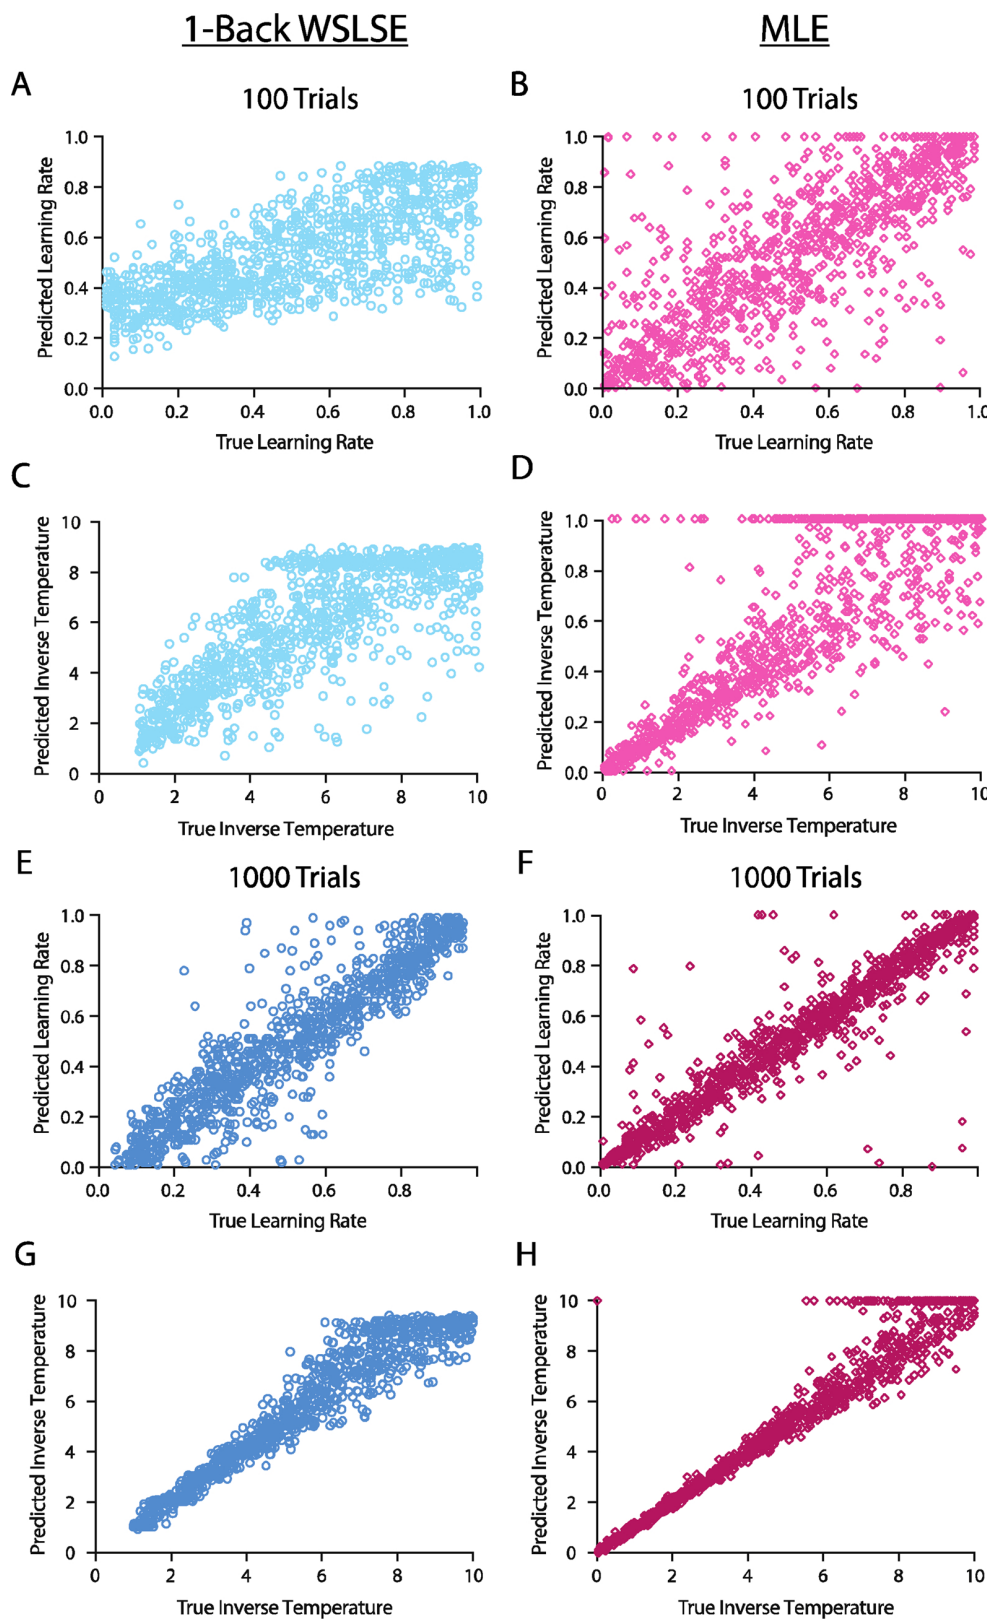 1-Back WSLSE
MLE
A
100 Trials
Predicted Learning Rate
1.0
0.8
0.6
0.4
0.2
0.0
0.0 0.2 0.4 0.6 0.8 1.0
True Learning Rate
B
100 Trials
Predicted Learning Rate
1.0
0.8
0.6
0.4
0.2
0.0
0.0 0.2 0.4 0.6 0.8 1.0
True Learning Rate
C
Predicted Inverse Temperature
10
8
6
4
2
0
0 2 4 6 8 10
True Inverse Temperature
D
Predicted Inverse Temperature
1.0
0.8
0.6
0.4
0.2
0.0
0 2 4 6 8 10
True Inverse Temperature
E
1000 Trials
Predicted Learning Rate
1.0
0.8
0.6
0.4
0.2
0.0
0.0 0.2 0.4 0.6 0.8
True Learning Rate
F
1000 Trials
Predicted Learning Rate
1.0
0.8
0.6
0.4
0.2
0.0
0.0 0.2 0.4 0.6 0.8
True Learning Rate
G
Predicted Inverse Temperature
10
8
6
4
2
0
0 2 4 6 8 10
True Inverse Temperature
H
Predicted Inverse Temperature
10
8
6
4
2
0
0 2 4 6 8 10
True Inverse Temperature